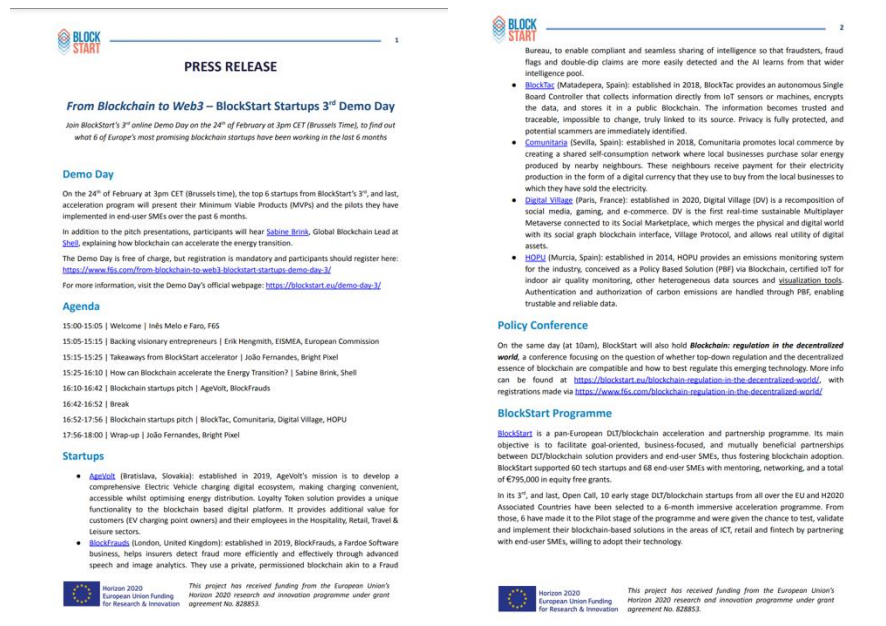 BLOCK
START
1
PRESS RELEASE
From Blockchain to Web3 – BlockStart Startups 3rd Demo Day
Join BlockStart's 3rd online Demo Day on the 24th of February at 3pm CET (Brussels Time), to find out
what 6 of Europe's most promising blockchain startups have been working in the last 6 months
Demo Day
On the 24th of February at 3pm CET (Brussels time), the top 6 startups from BlockStart's 3rd, and last,
acceleration program will present their Minimum Viable Products (MVPs) and the pilots they have
implemented in end-user SMEs over the past 6 months.
In addition to the pitch presentations, participants will hear Sabine Brink, Global Blockchain Lead at
Shell, explaining how blockchain can accelerate the energy transition.
The Demo Day is free of charge, but registration is mandatory and participants should register here:
https://www.f6s.com/from-blockchain-to-web3-blockstart-startups-demo-day-3/
For more information, visit the Demo Day's official webpage: https://blockstart.eu/demo-day-3/
Agenda
15:00-15:05 | Welcome | Inês Melo e Faro, F6S
15:05-15:15 | Backing visionary entrepreneurs | Erik Hengmith, EISMEA, European Commission
15:15-15:25 | Takeaways from BlockStart accelerator | João Fernandes, Bright Pixel
15:25-16:10 | How can Blockchain accelerate the Energy Transition? | Sabine Brink, Shell
16:10-16:42 | Blockchain startups pitch | AgeVolt, BlockFrauds
16:42-16:52 | Break
16:52-17:56 | Blockchain startups pitch | BlockTac, Comunitaria, Digital Village, HOPU
17:56-18:00 | Wrap-up | João Fernandes, Bright Pixel
Startups
● AgeVolt (Bratislava, Slovakia): established in 2019, AgeVolt's mission is to develop a
comprehensive Electric Vehicle charging digital ecosystem, making charging convenient,
accessible whilst optimising energy distribution. Loyalty Token solution provides a unique
functionality to the blockchain based digital platform. It provides additional value for
customers (EV charging point owners) and their employees in the Hospitality, Retail, Travel &
Leisure sectors.
● BlockFrauds (London, United Kingdom): established in 2019, BlockFrauds, a Fardoe Software
business, helps insurers detect fraud more efficiently and effectively through advanced
speech and image analytics. They use a private, permissioned blockchain akin to a Fraud
Horizon 2020
European Union Funding
for Research & Innovation
This project has received funding from the European Union's
Horizon 2020 research and innovation programme under grant
agreement No. 828853.
BLOCK
START
2
Bureau, to enable compliant and seamless sharing of intelligence so that fraudsters, fraud
flags and double-dip claims are more easily detected and the AI learns from that wider
intelligence pool.
● BlockTac (Matadepera, Spain): established in 2018, BlockTac provides an autonomous Single
Board Controller that collects information directly from IoT sensors or machines, encrypts
the data, and stores it in a public Blockchain. The information becomes trusted and
traceable, impossible to change, truly linked to its source. Privacy is fully protected, and
potential scammers are immediately identified.
● Comunitaria (Sevilla, Spain): established in 2018, Comunitaria promotes local commerce by
creating a shared self-consumption network where local businesses purchase solar energy
produced by nearby citizens. These neighbours receive payment for their electricity
production in the form of a digital currency that they use to buy from the local businesses to
which they have sold the electricity.
● Digital Village (Paris, France): established in 2020, Digital Village (DV) is a recomposition of
social media, gaming, and e-commerce. DV is the first real-time sustainable Multiplayer
Metaverse connected to its Social Marketplace, which merges the physical and digital world
with its social graph blockchain interface, Village Protocol, and allows real utility of digital
assets.
● HOPU (Murcia, Spain): established in 2014, HOPU provides an emissions monitoring system
for the industry, conceived as a Policy Based Solution (PBF) via Blockchain, certified IoT for
indoor air quality monitoring, other heterogeneous data sources and visualization tools.
Authentication and authorization of carbon emissions are handled through PBF, enabling
trustable and reliable data.
Policy Conference
On the same day (at 10am), BlockStart will also hold Blockchain: regulation in the decentralized
world, a conference focusing on the question of whether top-down regulation and the decentralized
essence of blockchain are compatible and how to best regulate this emerging technology. More info
can be found at https://blockstart.eu/blockchain-regulation-in-the-decentralized-world/, with
registrations made via https://www.f6s.com/blockchain-regulation-in-the-decentralized-world/
BlockStart Programme
BlockStart is a pan-European DLT/blockchain acceleration and partnership programme. Its main
objective is to facilitate goal-oriented, business-focused, and mutually beneficial partnerships
between DLT/blockchain solution providers and end-user SMEs, thus fostering blockchain adoption.
BlockStart supported 60 tech startups and 68 end-user SMEs with mentoring, networking, and a total
of €795,000 in equity free grants.
In its 3rd, and last, Open Call, 10 early stage DLT/blockchain startups from all over the EU and H2020
Associated Countries have been selected to a 6-month immersive acceleration programme. From
those, 6 have made it to the Pilot stage of the programme and were given the chance to test, validate
and implement their blockchain-based solutions in the areas of ICT, retail and fintech by partnering
with end-user SMEs, willing to adopt their technology.
Horizon 2020
European Union Funding
for Research & Innovation
This project has received funding from the European Union's
Horizon 2020 research and innovation programme under grant
agreement No. 828853.